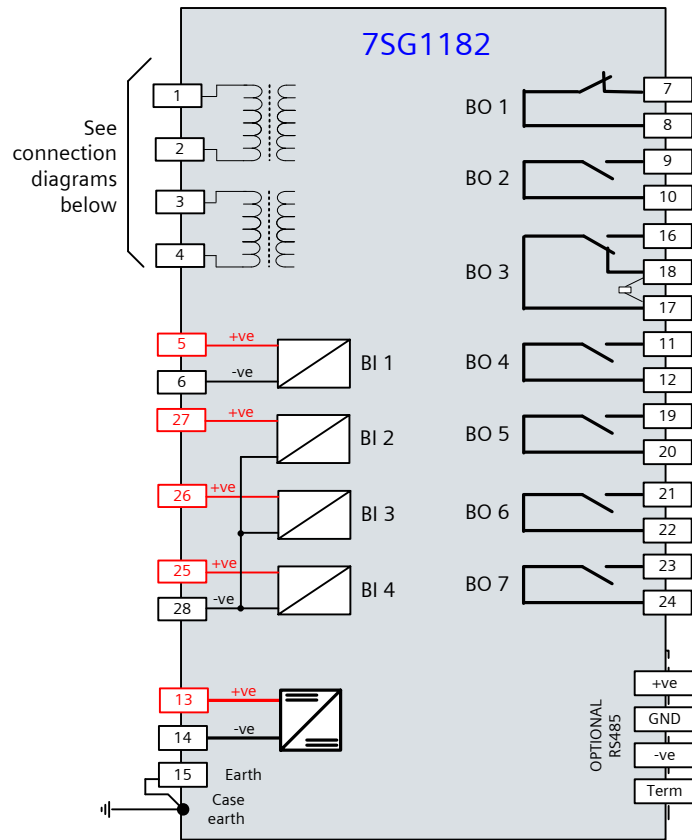 7SG1182
See
connection
diagrams
below
1
2
3
4
5
+ve
6
-ve
BI 1
27
+ve
BI 2
26
+ve
BI 3
25
+ve
28
-ve
BI 4
13
+ve
14
-ve
15
Earth
Case
earth
BO 1
7
8
BO 2
9
10
BO 3
16
18
17
BO 4
11
12
BO 5
19
20
BO 6
21
22
BO 7
23
24
OPTIONAL
RS485
+ve
GND
-ve
Term